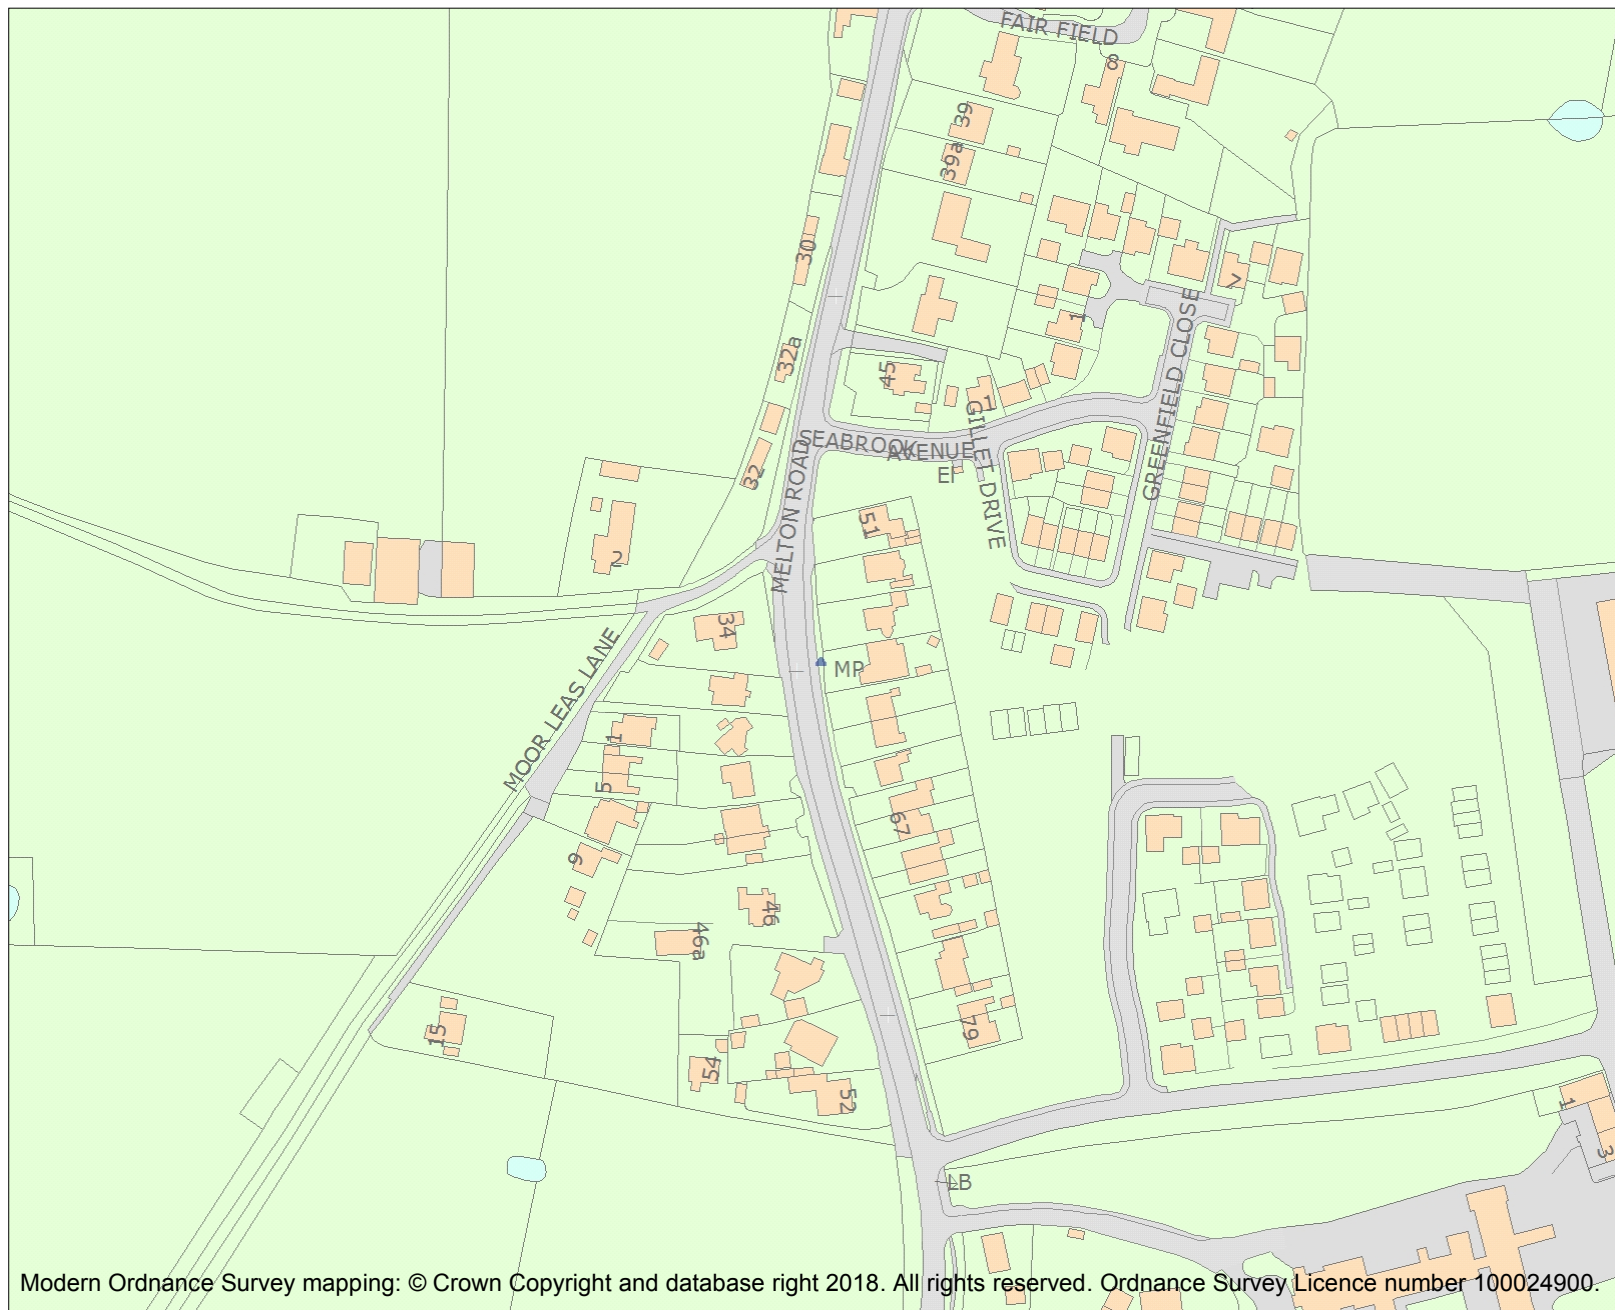 FAIR FIELD
8
39
39a
30
7
1
GREENFIELD CLOSE
32a
45
1
GILLET DRIVE
SEABROOK
AVENUE
El
MELTON ROAD
32
51
2
34
MP
MOOR LEAS LANE
1
5
67
9
46
46a
15
79
54
52
1
3
LB
Modern Ordnance Survey mapping: © Crown Copyright and database right 2018. All rights reserved. Ordnance Survey Licence number 100024900.